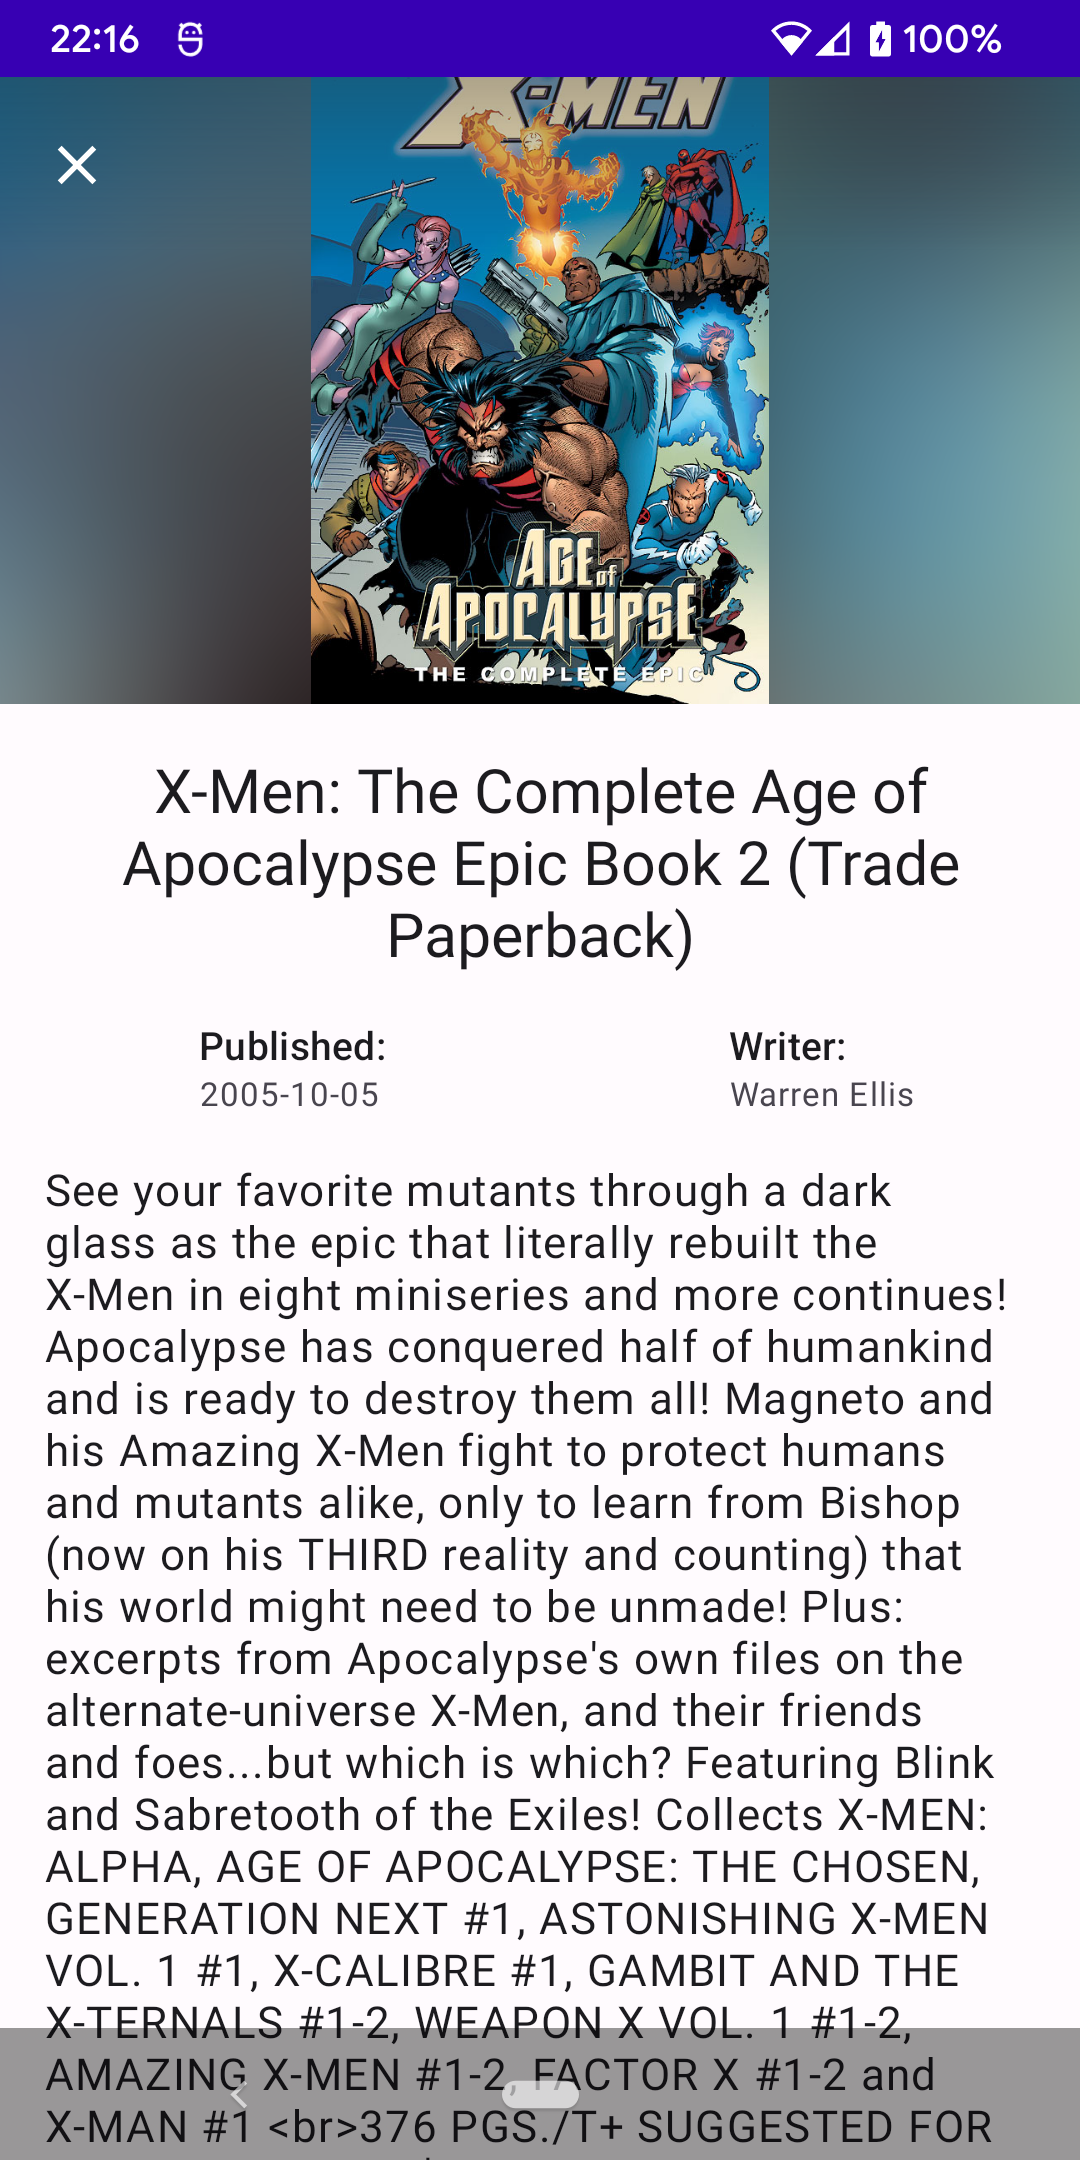 22:16
100%
X-MEN
AGE of
APOCALYPSE
THE COMPLETE EPIC
X-Men: The Complete Age of
Apocalypse Epic Book 2 (Trade
Paperback)
Published:
2005-10-05
Writer:
Warren Ellis
See your favorite mutants through a dark
glass as the epic that literally rebuilt the
X-Men in eight miniseries and more continues!
Apocalypse has conquered half of humankind
and is ready to destroy them all! Magneto and
his Amazing X-Men fight to protect humans
and mutants alike, only to learn from Bishop
(now on his THIRD reality and counting) that
his world might need to be unmade! Plus:
excerpts from Apocalypse's own files on the
alternate-universe X-Men, and their friends
and foes...but which is which? Featuring Blink
and Sabretooth of the Exiles! Collects X-MEN:
ALPHA, AGE OF APOCALYPSE: THE CHOSEN,
GENERATION NEXT #1, ASTONISHING X-MEN
VOL. 1 #1, X-CALIBRE #1, GAMBIT AND THE
X-TERNALS #1-2, WEAPON X VOL. 1 #1-2,
AMAZING X-MEN #1-2, FACTOR X #1-2 and
X-MAN #1 <br>376 PGS./T+ SUGGESTED FOR